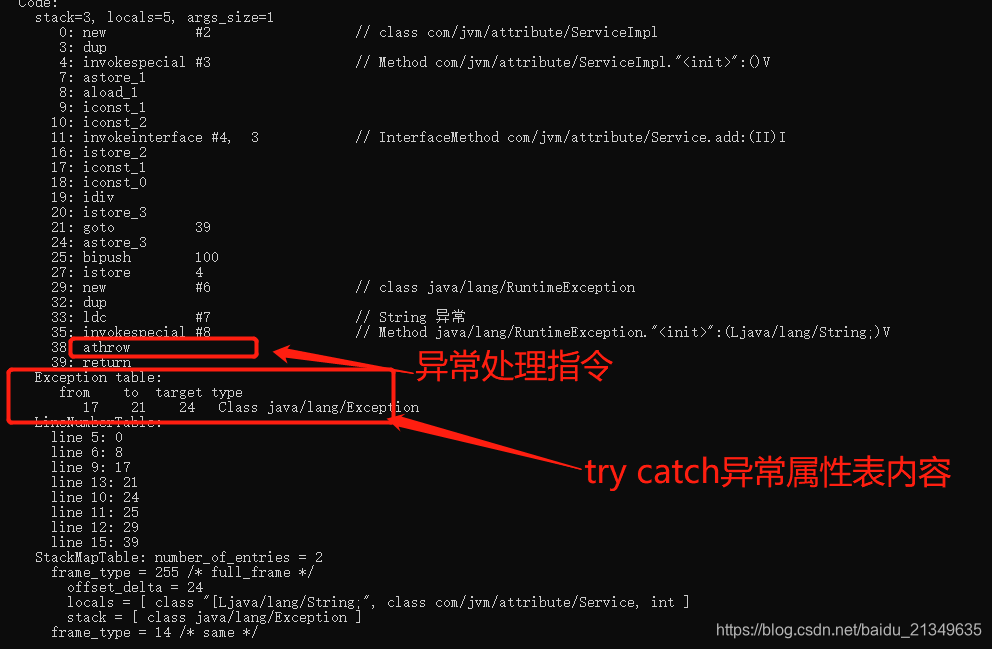 Code:
stack=3, locals=5, args_size=1
0: new #2 // class com/jvm/attribute/ServiceImpl
3: dup
4: invokespecial #3 // Method com/jvm/attribute/ServiceImpl."<init>":()V
7: astore_1
8: aload_1
9: iconst_1
10: iconst_2
11: invokeinterface #4, 3 // InterfaceMethod com/jvm/attribute/Service.add:(II)I
16: istore_2
17: iconst_1
18: iconst_0
19: idiv
20: istore_3
21: goto 39
24: astore_3
25: bipush 100
27: istore 4
29: new #6 // class java/lang/RuntimeException
32: dup
33: ldc #7 // String 异常
35: invokespecial #8 // Method java/lang/RuntimeException."<init>":(Ljava/lang/String;)V
38 athrow
异常处理指令
39: return
Exception table:
from to target type
17 21 24 Class java/lang/Exception
try catch异常属性表内容
LineNumberTable:
line 5: 0
line 6: 8
line 9: 17
line 13: 21
line 10: 24
line 11: 25
line 12: 29
line 15: 39
StackMapTable: number_of_entries = 2
frame_type = 255 /* full_frame */
offset_delta = 24
locals = [ class "[Ljava/lang/String;", class com/jvm/attribute/Service, int ]
stack = [ class java/lang/Exception ]
frame_type = 14 /* same */
https://blog.csdn.net/baidu_21349635